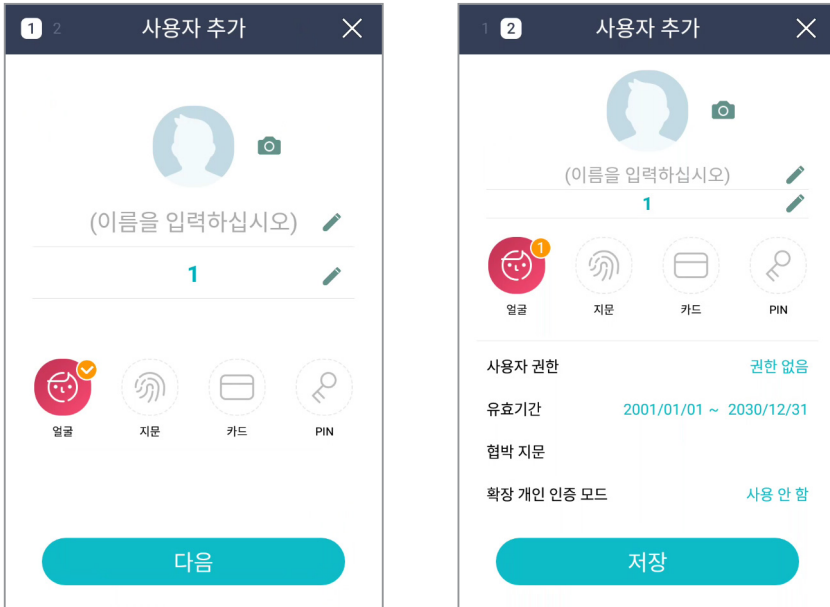 1 2 사용자 추가
(이름을 입력하십시오)
1
얼굴 지문 카드 PIN
다음
1 2 사용자 추가
(이름을 입력하십시오)
1
1
얼굴 지문 카드 PIN
사용자 권한 권한 없음
유효기간 2001/01/01 ~ 2030/12/31
협박 지문
확장 개인 인증 모드 사용 안 함
저장